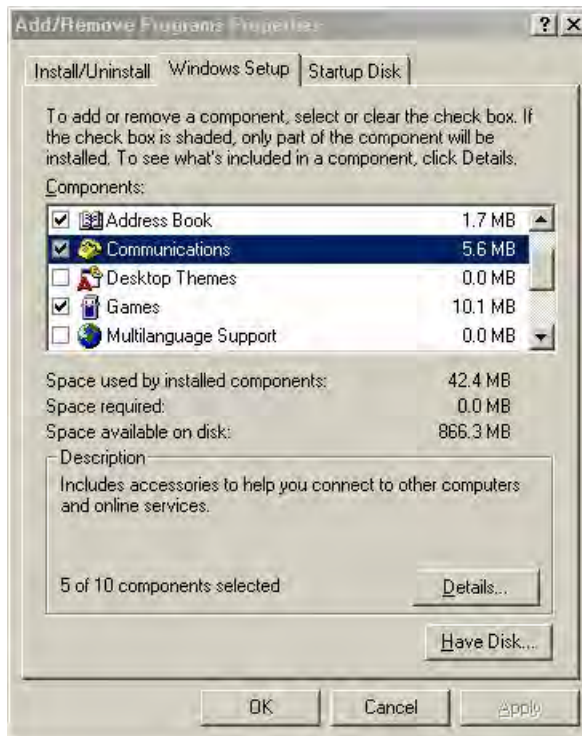 Add/Remove Programs Properties
Install/Uninstall Windows Setup Startup Disk
To add or remove a component, select or clear the check box. If
the check box is shaded, only part of the component will be
installed. To see what's included in a component, click Details.
Components:
Address Book 1.7 MB
Communications 5.6 MB
Desktop Themes 0.0 MB
Games 10.1 MB
Multilanguage Support 0.0 MB
Space used by installed components: 42.4 MB
Space required: 0.0 MB
Space available on disk: 866.3 MB
Description
Includes accessories to help you connect to other computers
and online services.
5 of 10 components selected Details...
Have Disk...
OK Cancel Apply